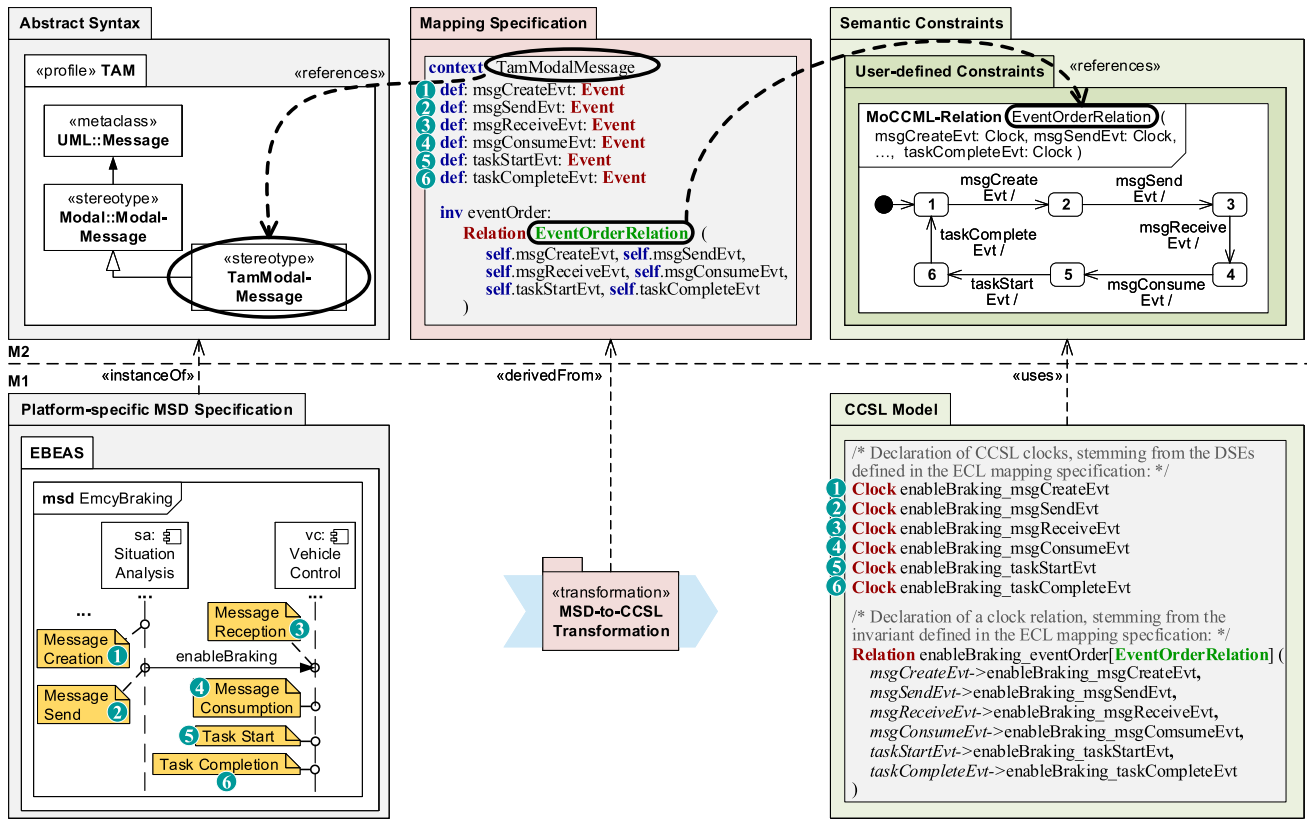 Abstract Syntax
«profile» TAM
«metaclass»
UML::Message
«stereotype»
Modal::Modal-
Message
«stereotype»
TamModal-
Message
«references»
Mapping Specification
context TamModalMessage
1 def: msgCreateEvt: Event
2 def: msgSendEvt: Event
3 def: msgReceiveEvt: Event
4 def: msgConsumeEvt: Event
5 def: taskStartEvt: Event
6 def: taskCompleteEvt: Event
inv eventOrder:
Relation EventOrderRelation (
self.msgCreateEvt, self.msgSendEvt,
self.msgReceiveEvt, self.msgConsumeEvt,
self.taskStartEvt, self.taskCompleteEvt
)
Semantic Constraints
User-defined Constraints
«references»
MoCCML-Relation EventOrderRelation (
msgCreateEvt: Clock, msgSendEvt: Clock,
..., taskCompleteEvt: Clock )
1
msgCreate
Evt /
2
msgSend
Evt /
3
msgReceive
Evt /
4
msgConsume
Evt /
5
taskStart
Evt /
6
taskComplete
Evt /
M2
M1
«instanceOf»
«derivedFrom»
«uses»
Platform-specific MSD Specification
EBEAS
msd EmcyBraking
sa:
Situation
Analysis
vc:
Vehicle
Control
...
...
Message
Creation 1
Message
Reception 3
enableBraking
Message
Send 2
4 Message
Consumption
5 Task Start
Task Completion
6
«transformation»
MSD-to-CCSL
Transformation
CCSL Model
/* Declaration of CCSL clocks, stemming from the DSEs
defined in the ECL mapping specification: */
1 Clock enableBraking_msgCreateEvt
2 Clock enableBraking_msgSendEvt
3 Clock enableBraking_msgReceiveEvt
4 Clock enableBraking_msgConsumeEvt
5 Clock enableBraking_taskStartEvt
6 Clock enableBraking_taskCompleteEvt
/* Declaration of a clock relation, stemming from the
invariant defined in the ECL mapping specfication: */
Relation enableBraking_eventOrder[EventOrderRelation] (
msgCreateEvt->enableBraking_msgCreateEvt,
msgSendEvt->enableBraking_msgSendEvt,
msgReceiveEvt->enableBraking_msgReceiveEvt,
msgConsumeEvt->enableBraking_msgComsumeEvt,
taskStartEvt->enableBraking_taskStartEvt,
taskCompleteEvt->enableBraking_taskCompleteEvt
)